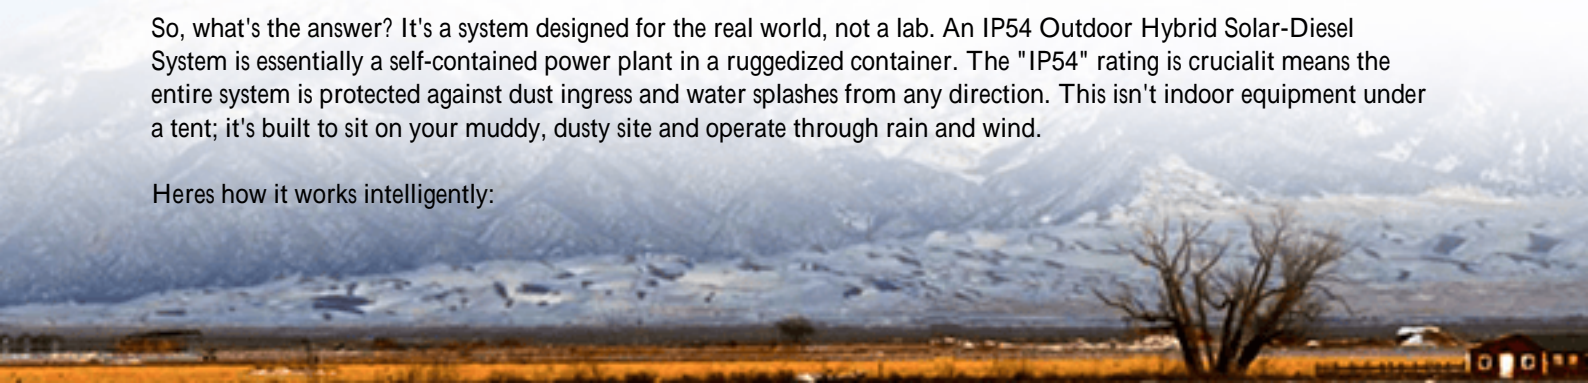 So, what's the answer? It's a system designed for the real world, not a lab. An IP54 Outdoor Hybrid Solar-Diesel
System is essentially a self-contained power plant in a ruggedized container. The "IP54" rating is crucialit means the
entire system is protected against dust ingress and water splashes from any direction. This isn't indoor equipment under
a tent; it's built to sit on your muddy, dusty site and operate through rain and wind.
Heres how it works intelligently: